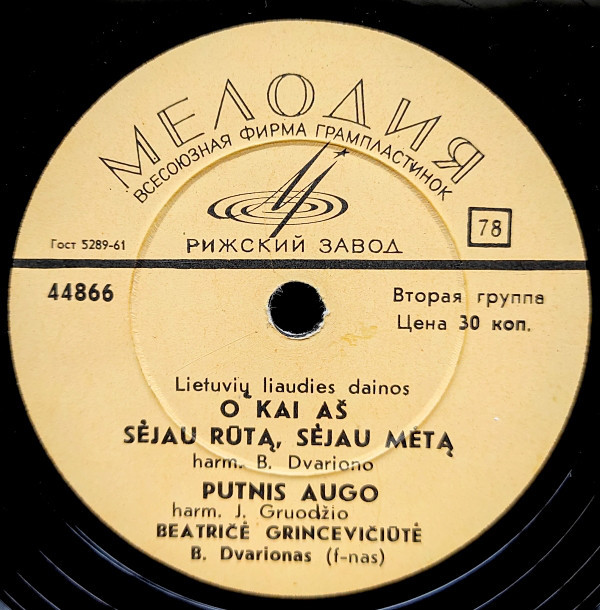 МЕЛОДИЯ
ВСЕСОЮЗНАЯ ФИРМА ГРАМПЛАСТИНОК
РИЖСКИЙ ЗАВОД
78
Гост 5289-61
44866
Вторая группа
Цена 30 коп.
Lietuvių liaudies dainos
O KAI AŠ
SĖJAU RŪTĄ, SĖJAU MĖTĄ
harm. B. Dvariono
PUTNIS AUGO
harm. J. Gruodžio
BEATRIČĖ GRINCEVIČIŪTĖ
B. Dvarionas (f-nas)